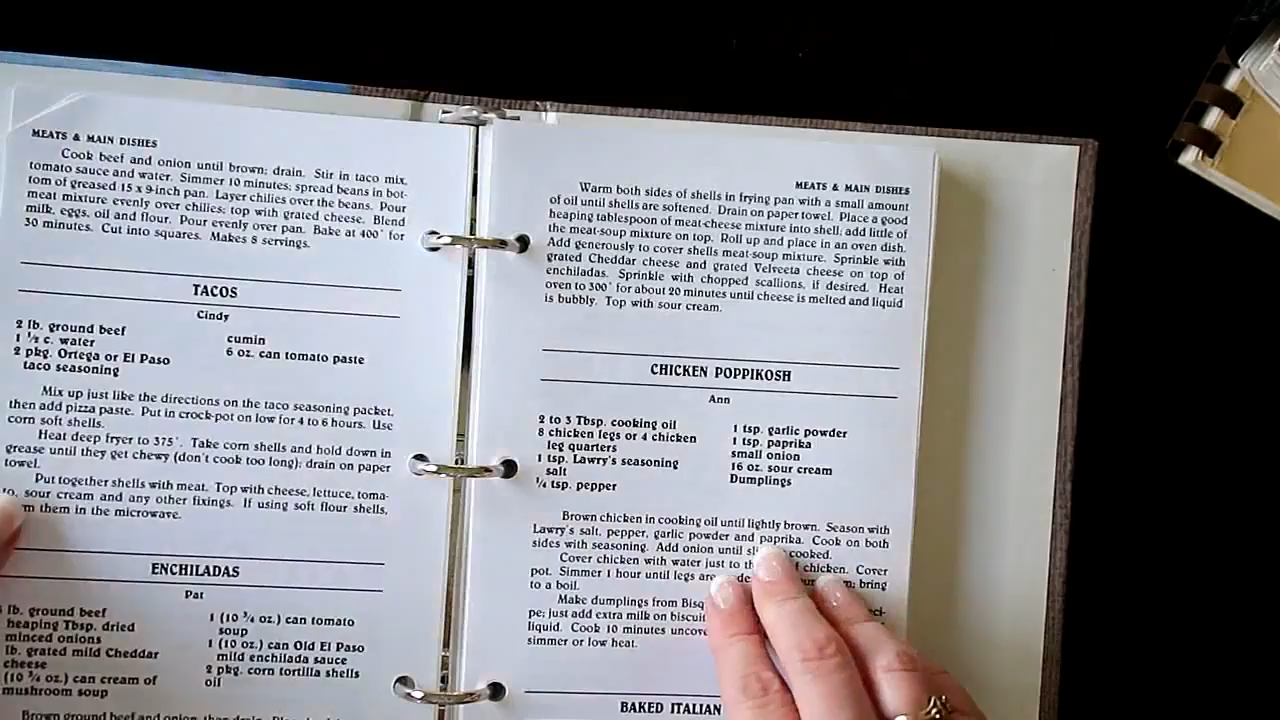 MEATS & MAIN DISHES
Cook beef and onion until brown; drain. Stir in taco mix,
tomato sauce and water. Simmer 10 minutes; spread beans in bot-
tom of greased 15 x 9-inch pan. Layer chilies over the beans. Pour
meat mixture evenly over chilies; top with grated cheese. Blend
milk, eggs, oil and flour. Pour evenly over pan. Bake at 400° for
30 minutes. Cut into squares. Makes 8 servings.
TACOS
Cindy
2 lb. ground beef
1 ½ c. water
2 pkg. Ortega or El Paso
taco seasoning
cumin
6 oz. can tomato paste
Mix up just like the directions on the taco seasoning packet,
then add pizza paste. Put in crock-pot on low for 4 to 6 hours. Use
corn soft shells.
Heat deep fryer to 375°. Take corn shells and hold down in
grease until they get chewy (don't cook too long); drain on paper
towel.
Put together shells with meat. Top with cheese, lettuce, toma-
to, sour cream and any other fixings. If using soft flour shells,
them in the microwave.
ENCHILADAS
Pat
lb. ground beef
heaping Tbsp. dried
minced onions
lb. grated mild Cheddar
cheese
(10 ¾ oz.) can cream of
mushroom soup
1 (10 ¾ oz.) can tomato
soup
1 (10 oz.) can Old El Paso
mild enchilada sauce
2 pkg. corn tortilla shells
oil
Brown ground beef and onion, then drain.
MEATS & MAIN DISHES
Warm both sides of shells in frying pan with a small amount
of oil until shells are softened. Drain on paper towel. Place a good
heaping tablespoon of meat-cheese mixture into shell; add little of
the meat-soup mixture on top. Roll up and place in an oven dish.
Add generously to cover shells meat-soup mixture. Sprinkle with
grated Cheddar cheese and grated Velveeta cheese on top of
enchiladas. Sprinkle with chopped scallions, if desired. Heat
oven to 300° for about 20 minutes until cheese is melted and liquid
is bubbly. Top with sour cream.
CHICKEN POPPIKOSH
Ann
2 to 3 Tbsp. cooking oil
8 chicken legs or 4 chicken
leg quarters
1 tsp. Lawry's seasoning
salt
¼ tsp. pepper
1 tsp. garlic powder
1 tsp. paprika
small onion
16 oz. sour cream
Dumplings
Brown chicken in cooking oil until lightly brown. Season with
Lawry's salt, pepper, garlic powder and paprika. Cook on both
sides with seasoning. Add onion until cooked.
Cover chicken with water just to of chicken. Cover
pot. Simmer 1 hour until legs are bring
to a boil.
Make dumplings from
pe; just add extra milk on
liquid. Cook 10 minutes
simmer or low heat.
BAKED ITALIAN